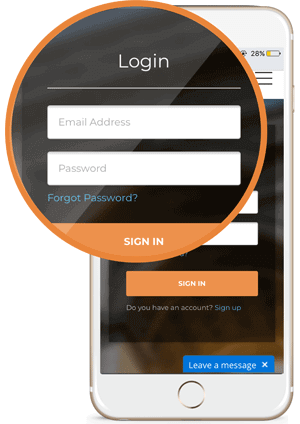 Login
28%
Email Address
Password
Forgot Password?
SIGN IN
SIGN IN
Do you have an account? Sign up
Leave a message ×